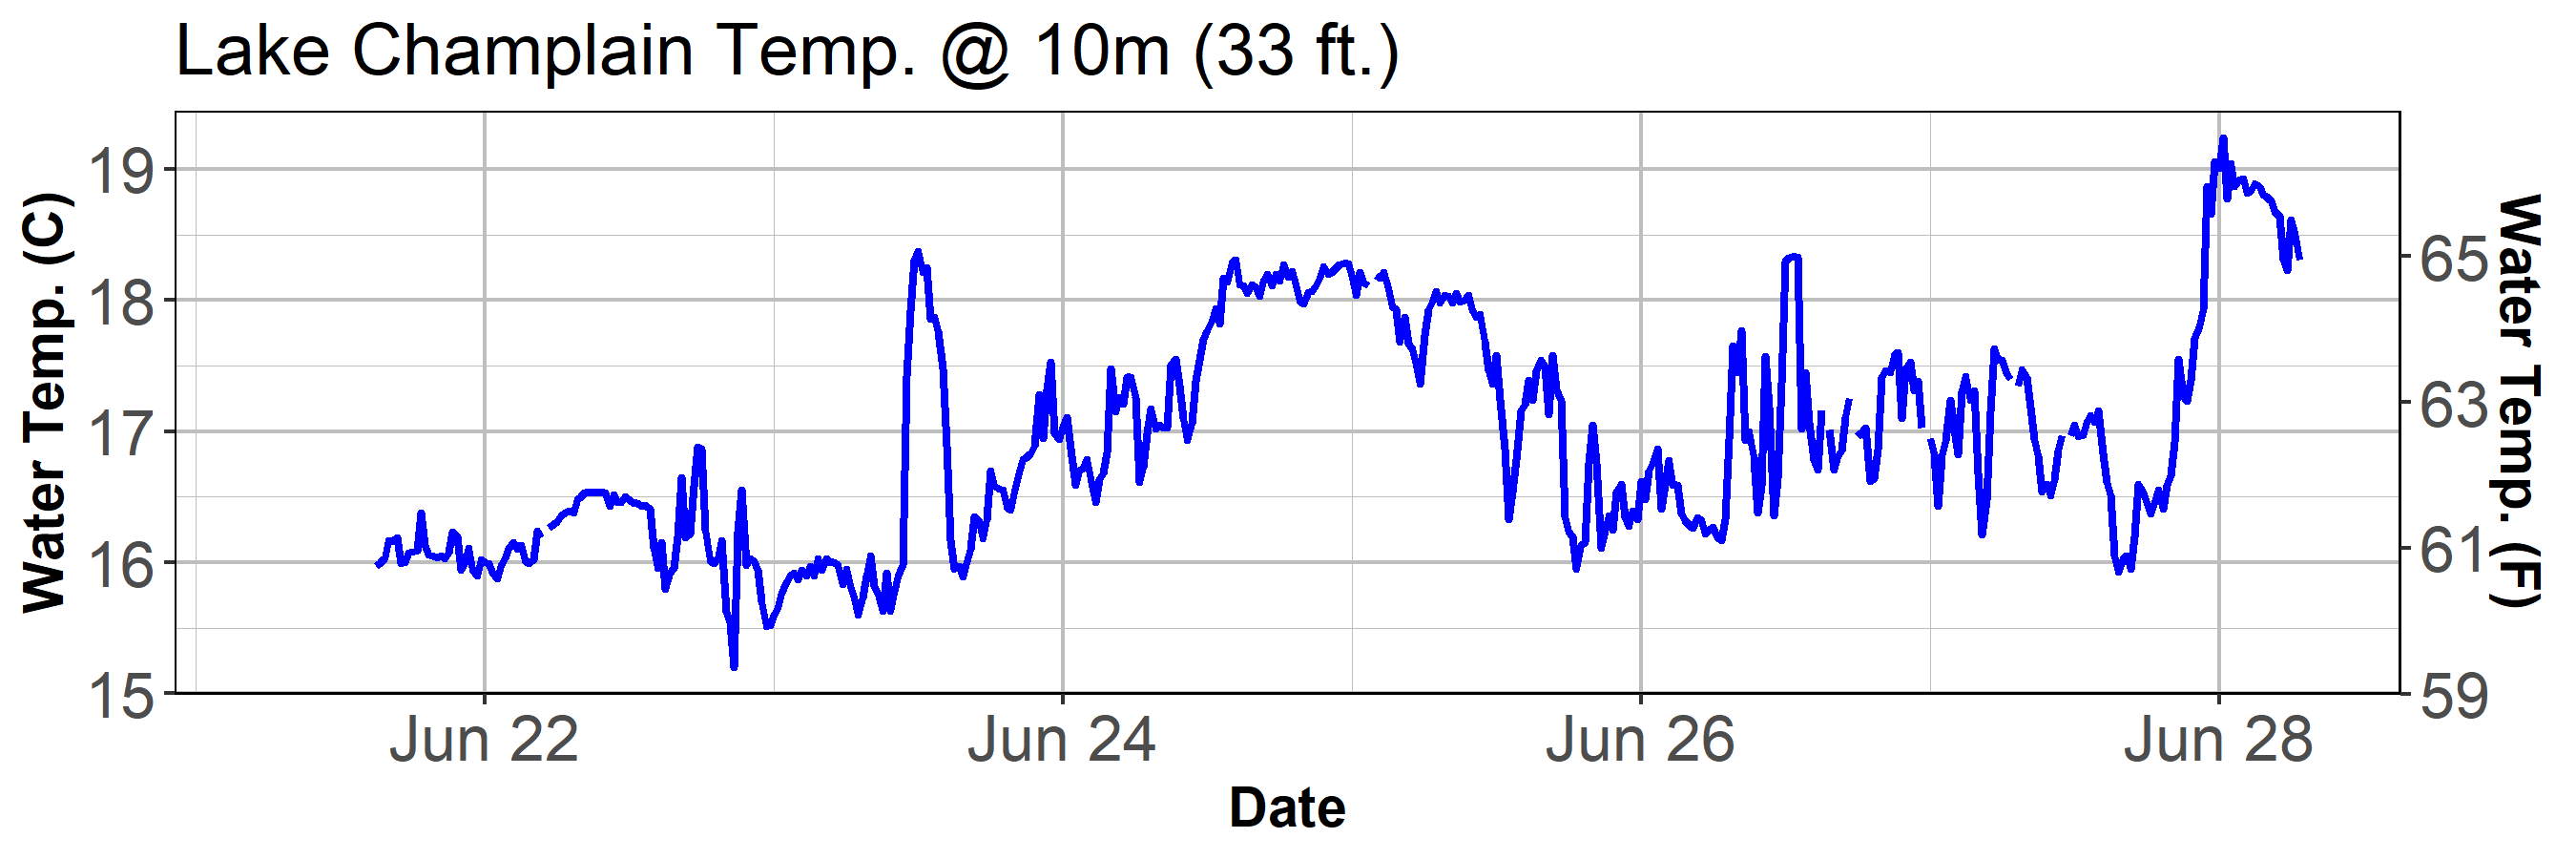 Lake Champlain Temp. @ 10m (33 ft.)
Water Temp. (C)
19
18
17
16
15
65
63
61
59
Water Temp. (F)
Jun 22 Jun 24 Jun 26 Jun 28
Date